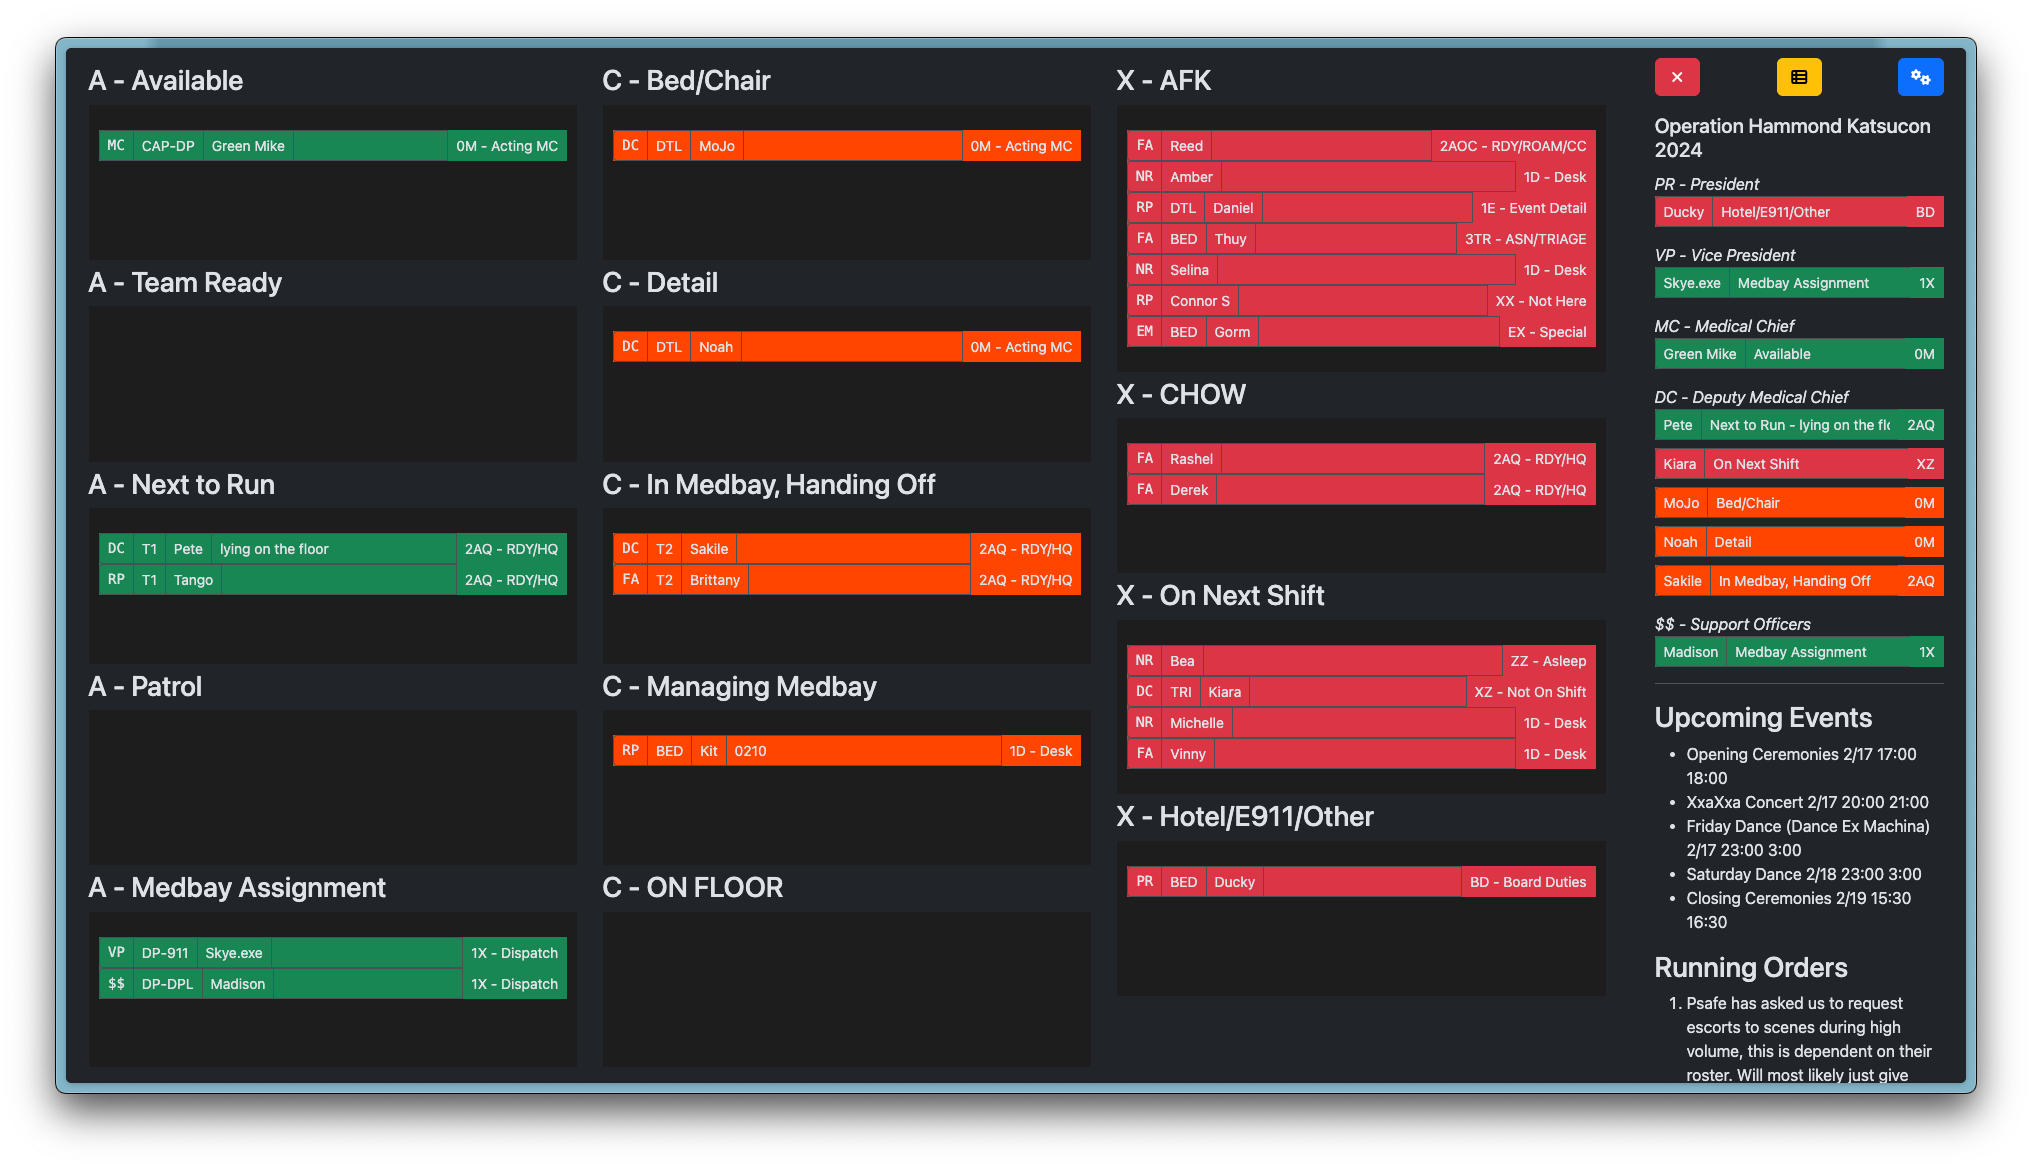 A - Available
MC CAP-DP Green Mike 0M - Acting MC
A - Team Ready
A - Next to Run
DC T1 Pete lying on the floor 2AQ - RDY/HQ
RP T1 Tango 2AQ - RDY/HQ
A - Patrol
A - Medbay Assignment
VP DP-911 Skye.exe 1X - Dispatch
$$ DP-DPL Madison 1X - Dispatch
C - Bed/Chair
DC DTL MoJo 0M - Acting MC
C - Detail
DC DTL Noah 0M - Acting MC
C - In Medbay, Handing Off
DC T2 Sakile 2AQ - RDY/HQ
FA T2 Brittany 2AQ - RDY/HQ
C - Managing Medbay
RP BED Kit 0210 1D - Desk
C - ON FLOOR
X - AFK
FA Reed 2AOC - RDY/ROAM/CC
NR Amber 1D - Desk
RP DTL Daniel 1E - Event Detail
FA BED Thuy 3TR - ASN/TRIAGE
NR Selina 1D - Desk
RP Connor S XX - Not Here
EM BED Gorm EX - Special
X - CHOW
FA Rashel 2AQ - RDY/HQ
FA Derek 2AQ - RDY/HQ
X - On Next Shift
NR Bea ZZ - Asleep
DC TRI Kiara XZ - Not On Shift
NR Michelle 1D - Desk
FA Vinny 1D - Desk
X - Hotel/E911/Other
PR BED Ducky BD - Board Duties
Operation Hammond Katsucon
2024
PR - President
Ducky Hotel/E911/Other BD
VP - Vice President
Skye.exe Medbay Assignment 1X
MC - Medical Chief
Green Mike Available 0M
DC - Deputy Medical Chief
Pete Next to Run - lying on the flo 2AQ
Kiara On Next Shift XZ
MoJo Bed/Chair 0M
Noah Detail 0M
Sakile In Medbay, Handing Off 2AQ
$$ - Support Officers
Madison Medbay Assignment 1X
Upcoming Events
• Opening Ceremonies 2/17 17:00
18:00
• XxaXxa Concert 2/17 20:00 21:00
• Friday Dance (Dance Ex Machina)
2/17 23:00 3:00
• Saturday Dance 2/18 23:00 3:00
• Closing Ceremonies 2/19 15:30
16:30
Running Orders
1. Psafe has asked us to request
escorts to scenes during high
volume, this is dependent on their
roster. Will most likely just give